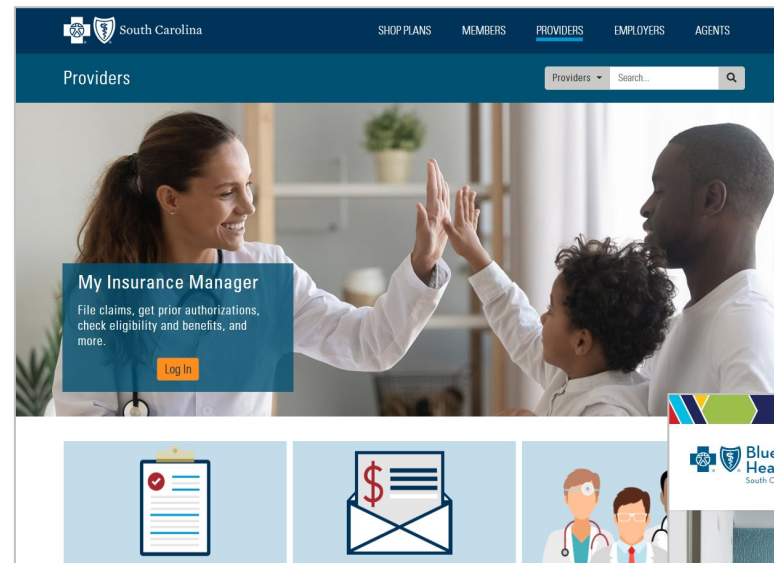 South Carolina
SHOP PLANS MEMBERS PROVIDERS EMPLOYERS AGENTS
Providers
Providers Search...
My Insurance Manager
File claims, get prior authorizations,
check eligibility and benefits, and
more.
Log In
$